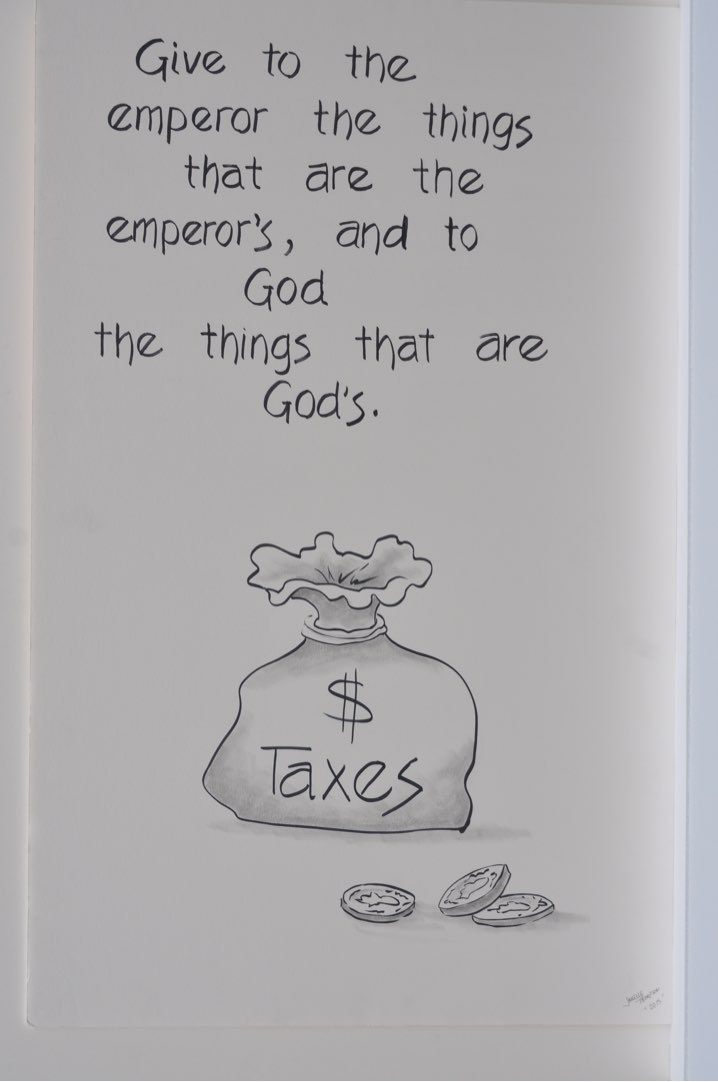 Give to the
emperor the things
that are the
emperor's, and to
God
the things that are
God's.
$
Taxes